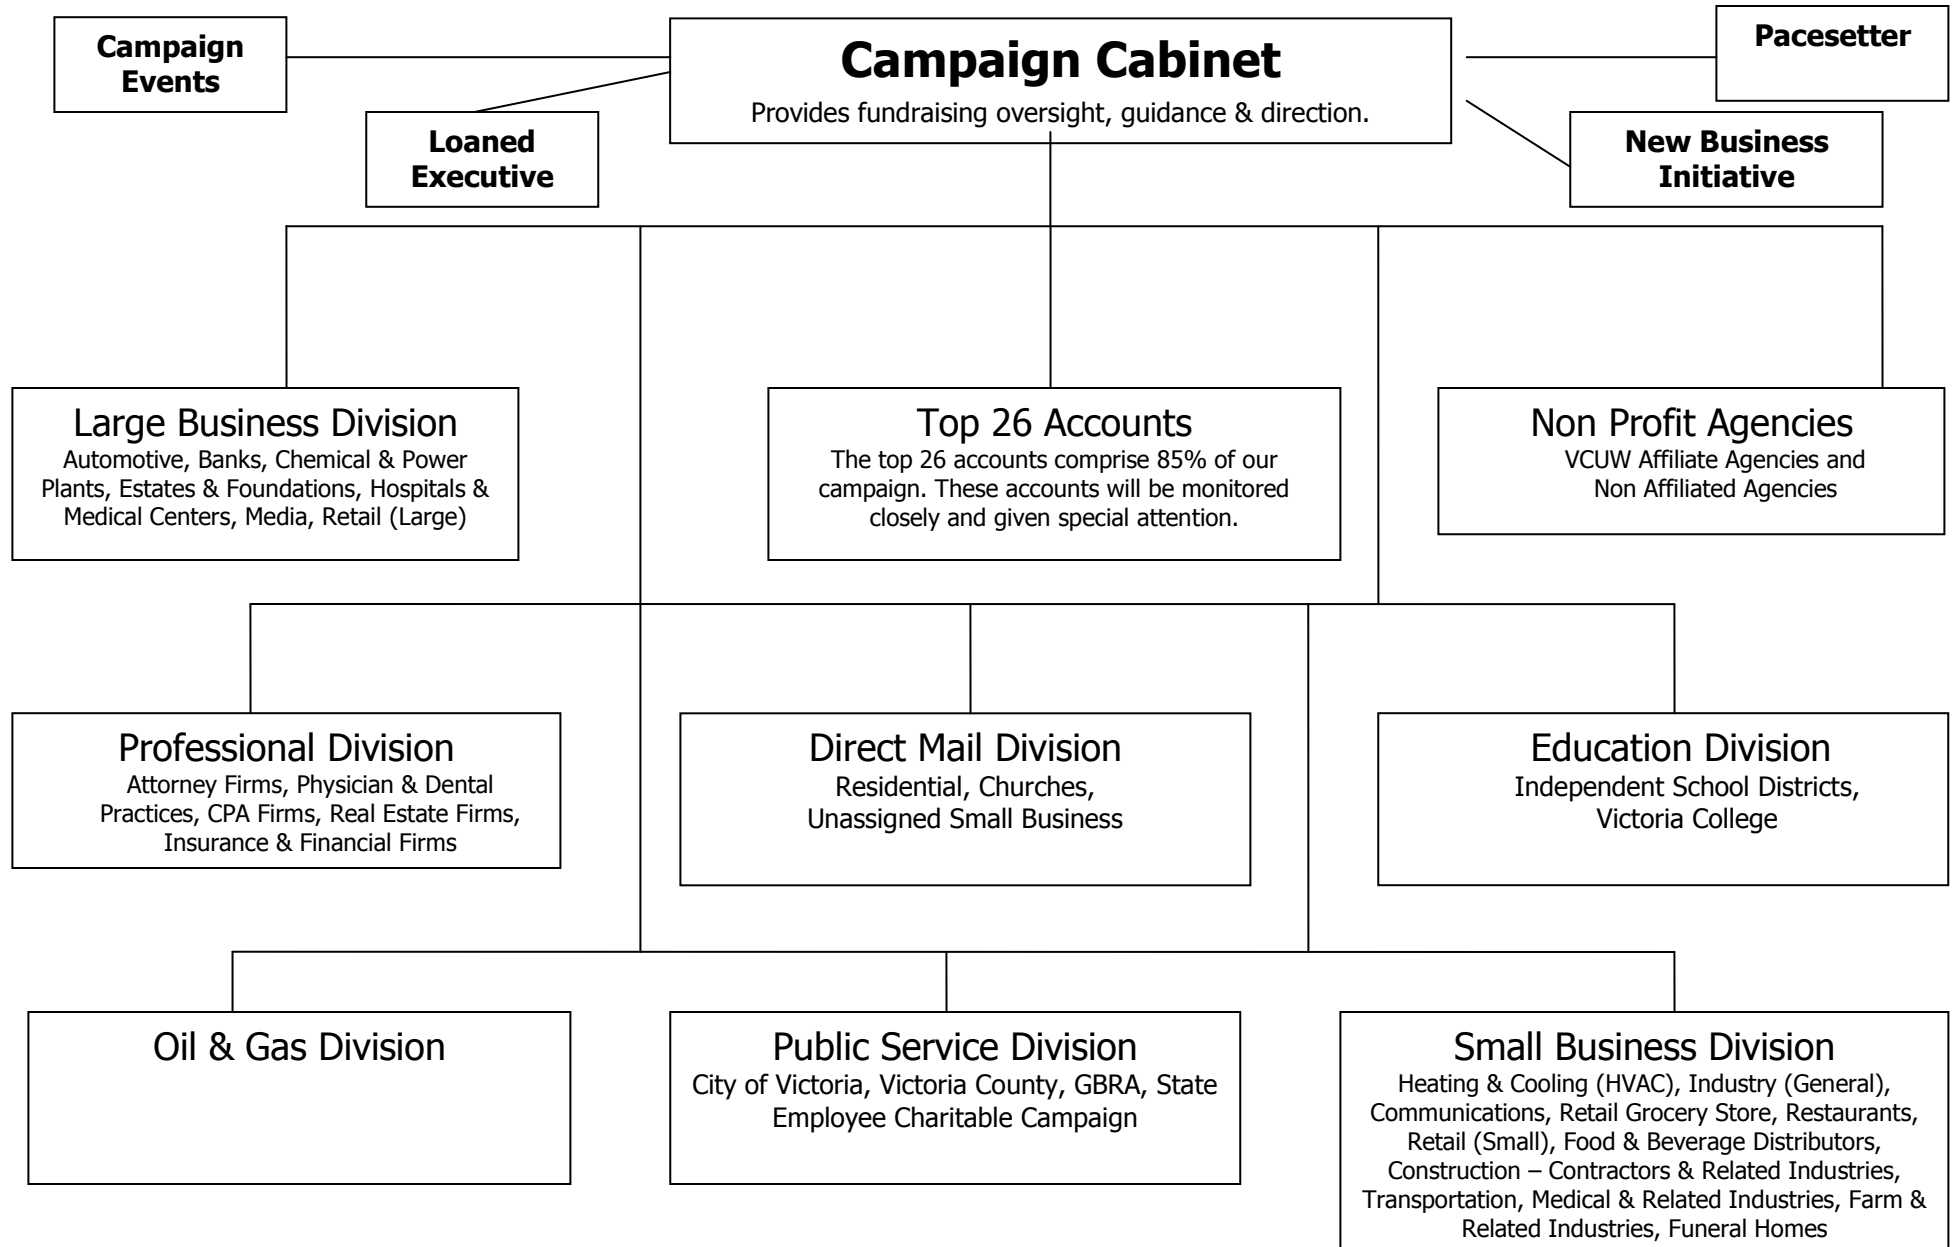 Campaign
Events
Campaign Cabinet
Provides fundraising oversight, guidance & direction.
Pacesetter
Loaned
Executive
New Business
Initiative
Large Business Division
Automotive, Banks, Chemical & Power
Plants, Estates & Foundations, Hospitals &
Medical Centers, Media, Retail (Large)
Top 26 Accounts
The top 26 accounts comprise 85% of our
campaign. These accounts will be monitored
closely and given special attention.
Non Profit Agencies
VCUW Affiliate Agencies and
Non Affiliated Agencies
Professional Division
Attorney Firms, Physician & Dental
Practices, CPA Firms, Real Estate Firms,
Insurance & Financial Firms
Direct Mail Division
Residential, Churches,
Unassigned Small Business
Education Division
Independent School Districts,
Victoria College
Oil & Gas Division
Public Service Division
City of Victoria, Victoria County, GBRA, State
Employee Charitable Campaign
Small Business Division
Heating & Cooling (HVAC), Industry (General),
Communications, Retail Grocery Store, Restaurants,
Retail (Small), Food & Beverage Distributors,
Construction – Contractors & Related Industries,
Transportation, Medical & Related Industries, Farm &
Related Industries, Funeral Homes